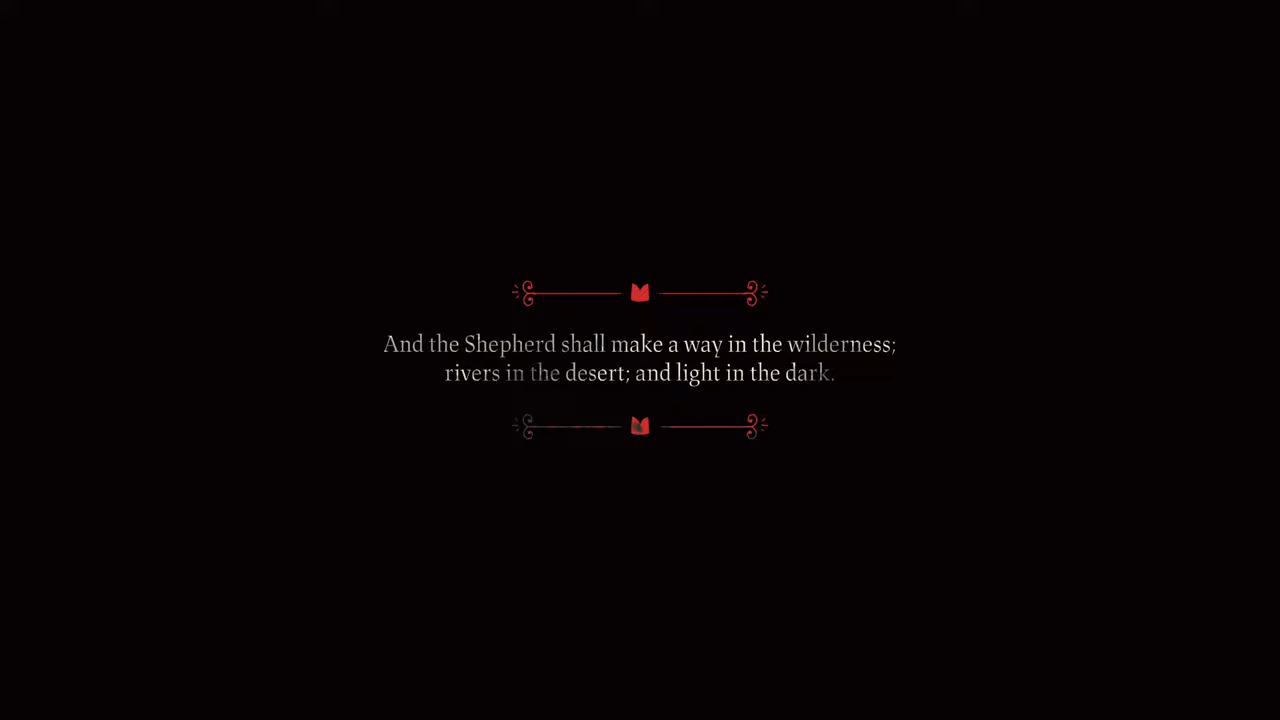 And the Shepherd shall make a way in the wilderness;
rivers in the desert; and light in the dark.